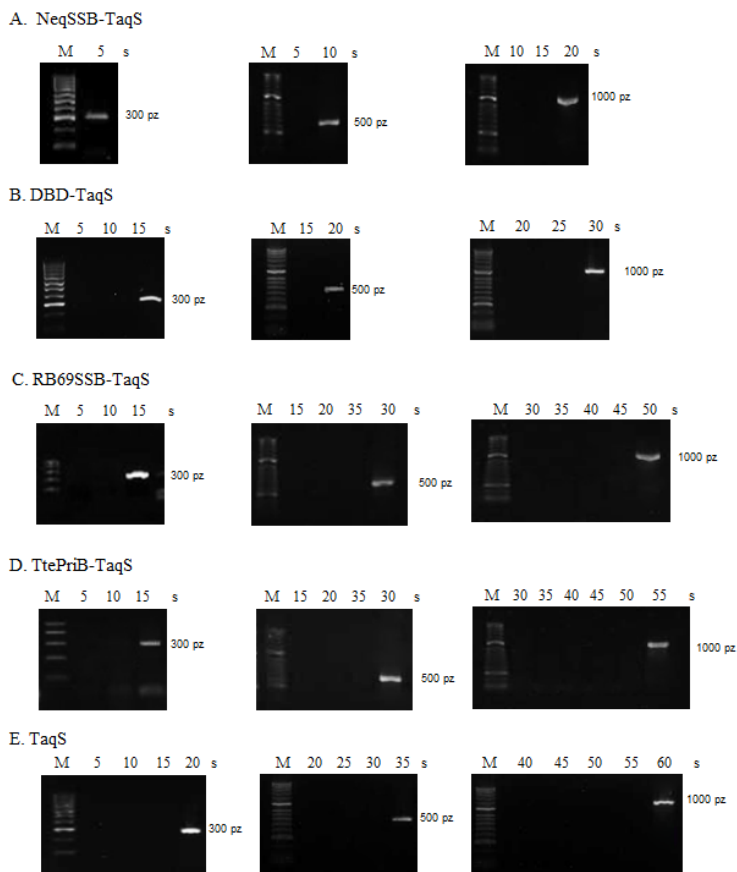 A. NeqSSB-TaqS
M 5 s
M 5 10 s
M 10 15 20 s
300 pz
500 pz
1000 pz
B. DBD-TaqS
M 5 10 15 s
M 15 20 s
M 20 25 30 s
300 pz
500 pz
1000 pz
C. RB69SSB-TaqS
M 5 10 15 s
M 15 20 35 30 s
M 30 35 40 45 50 s
300 pz
500 pz
1000 pz
D. TtePriB-TaqS
M 5 10 15 s
M 15 20 35 30 s
M 30 35 40 45 50 55 s
300 pz
500 pz
1000 pz
E. TaqS
M 5 10 15 20 s
M 20 25 30 35 s
M 40 45 50 55 60 s
300 pz
500 pz
1000 pz